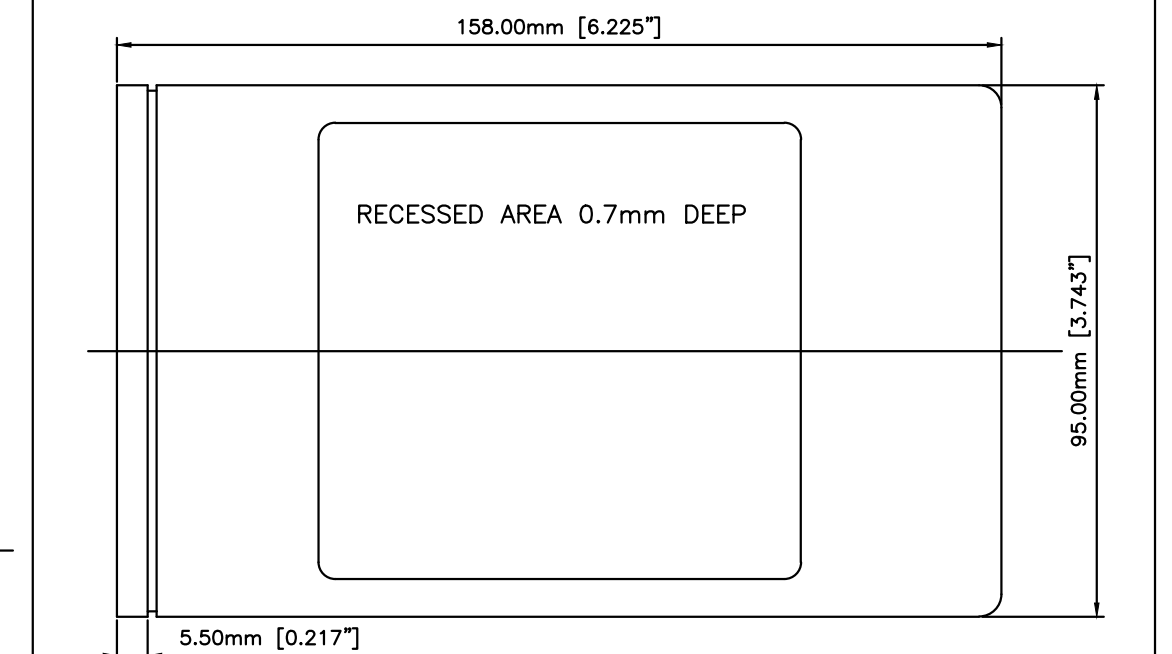 158.00mm [6.225”]
RECESSED AREA 0.7mm DEEP
95.00mm [3.743”]
5.50mm [0.217”]